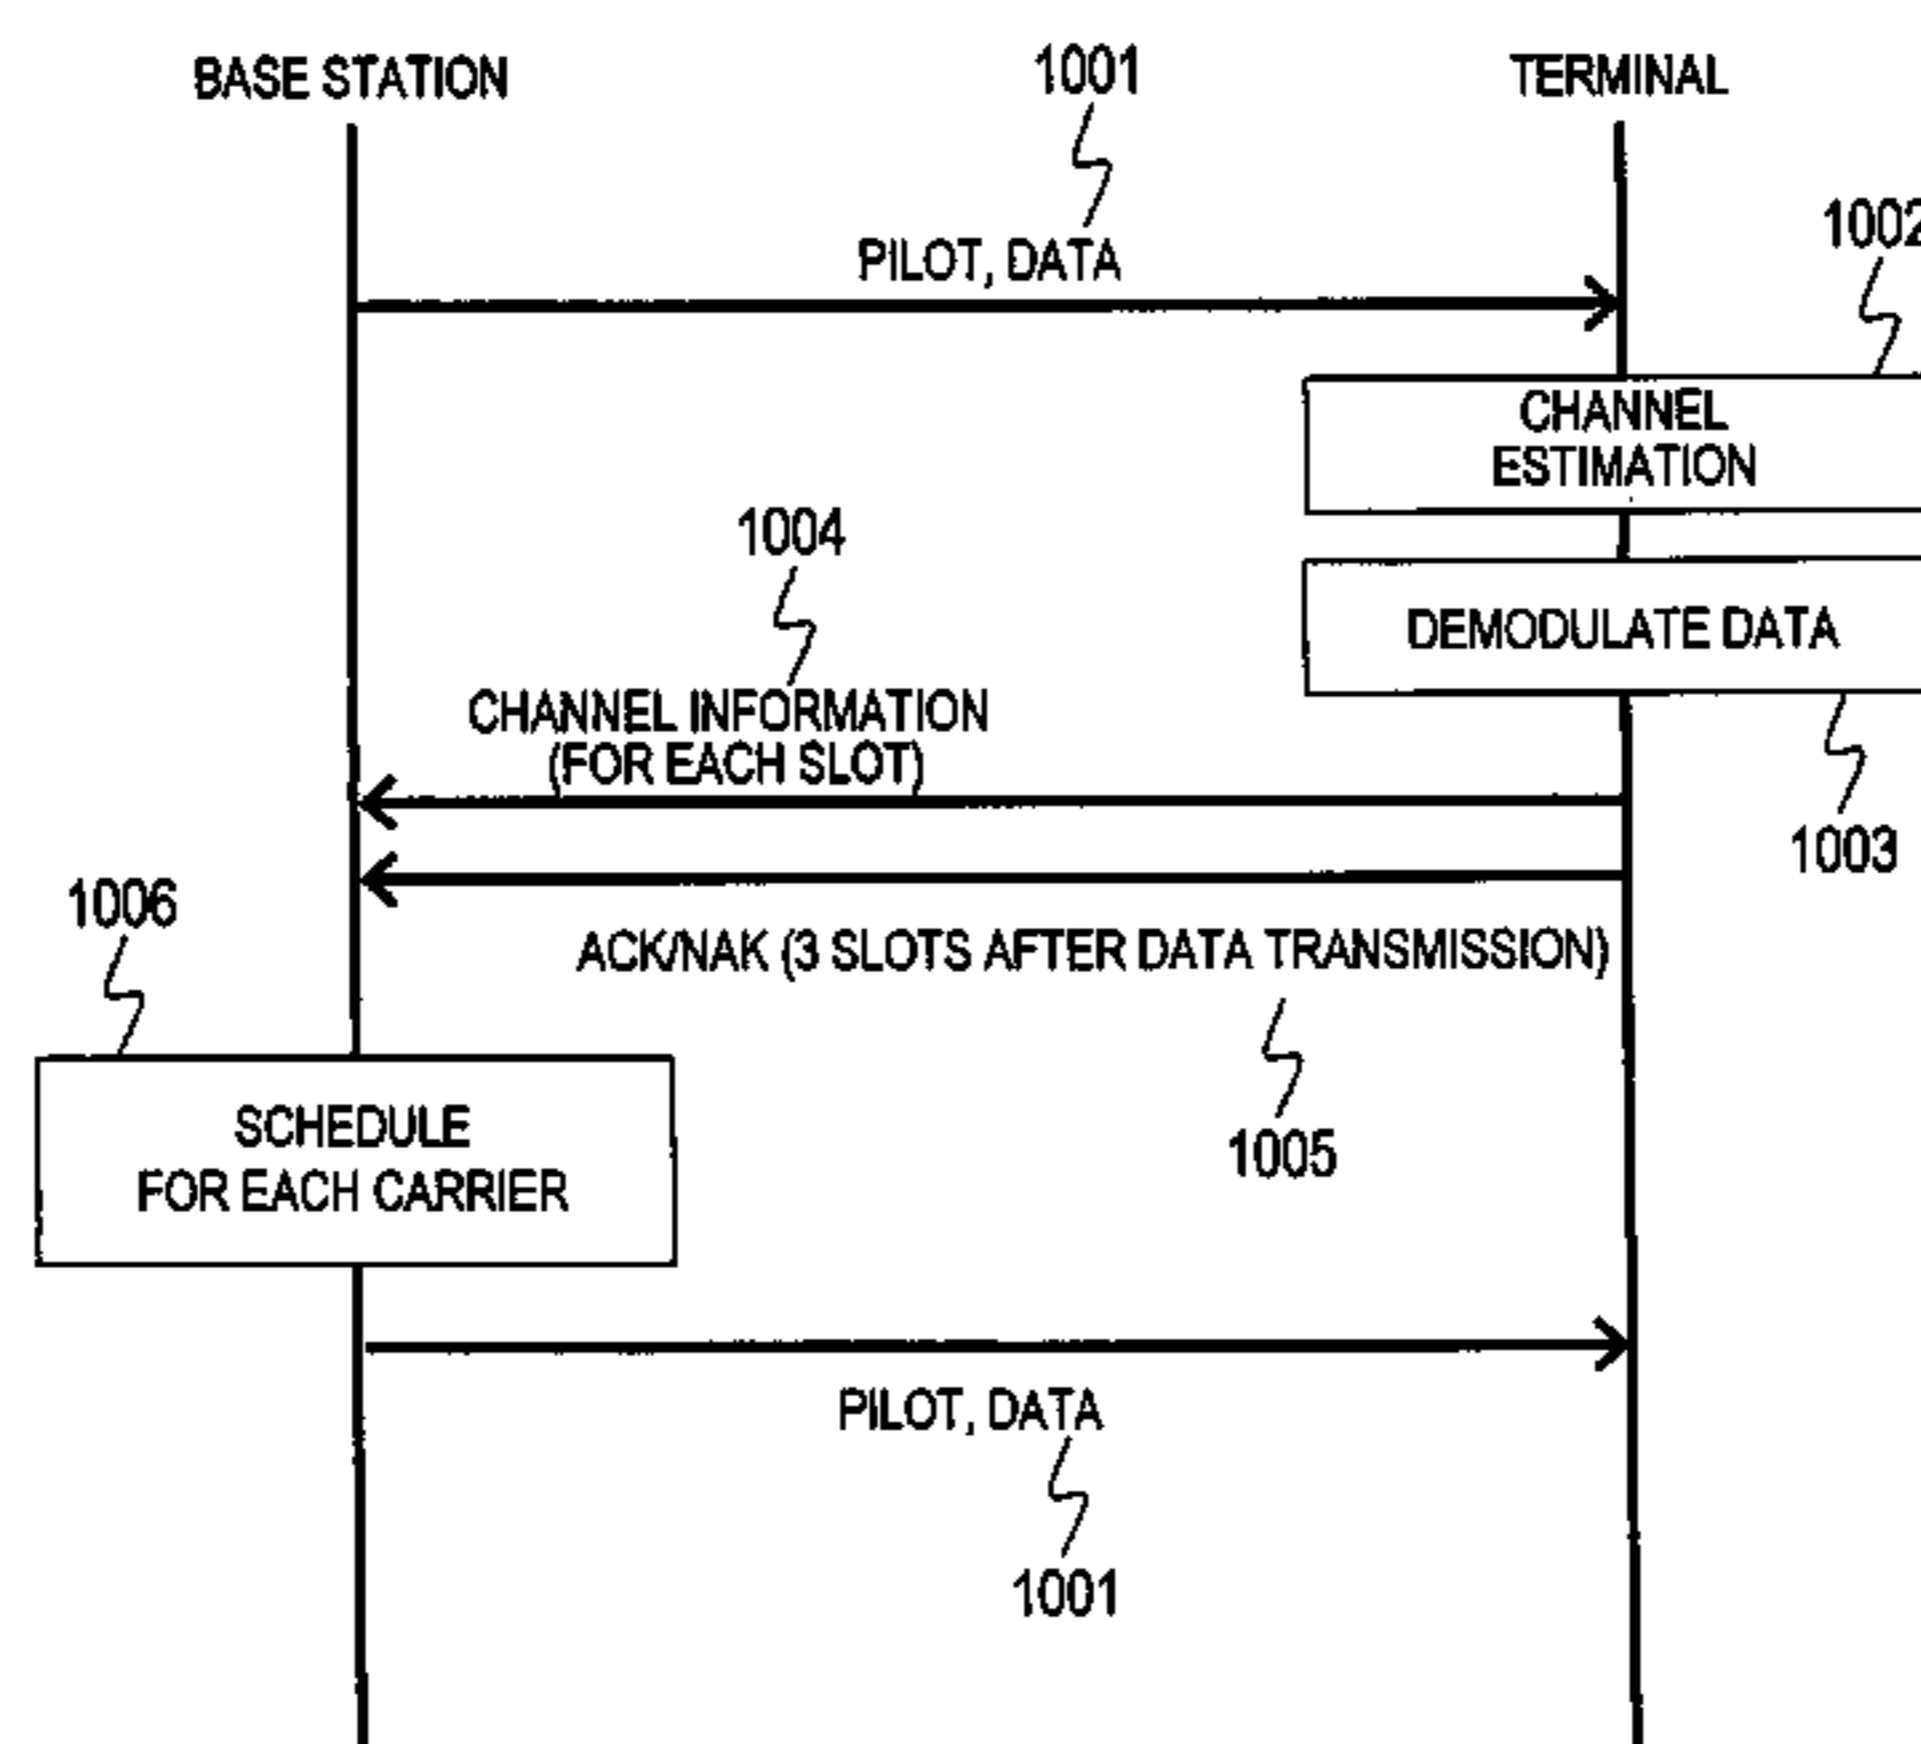 BASE STATION
1001
TERMINAL
1002
PILOT, DATA
CHANNEL
ESTIMATION
1004
DEMODULATE DATA
CHANNEL INFORMATION
(FOR EACH SLOT)
1003
1006
ACK/NAK (3 SLOTS AFTER DATA TRANSMISSION)
SCHEDULE
FOR EACH CARRIER
1005
PILOT, DATA
1001